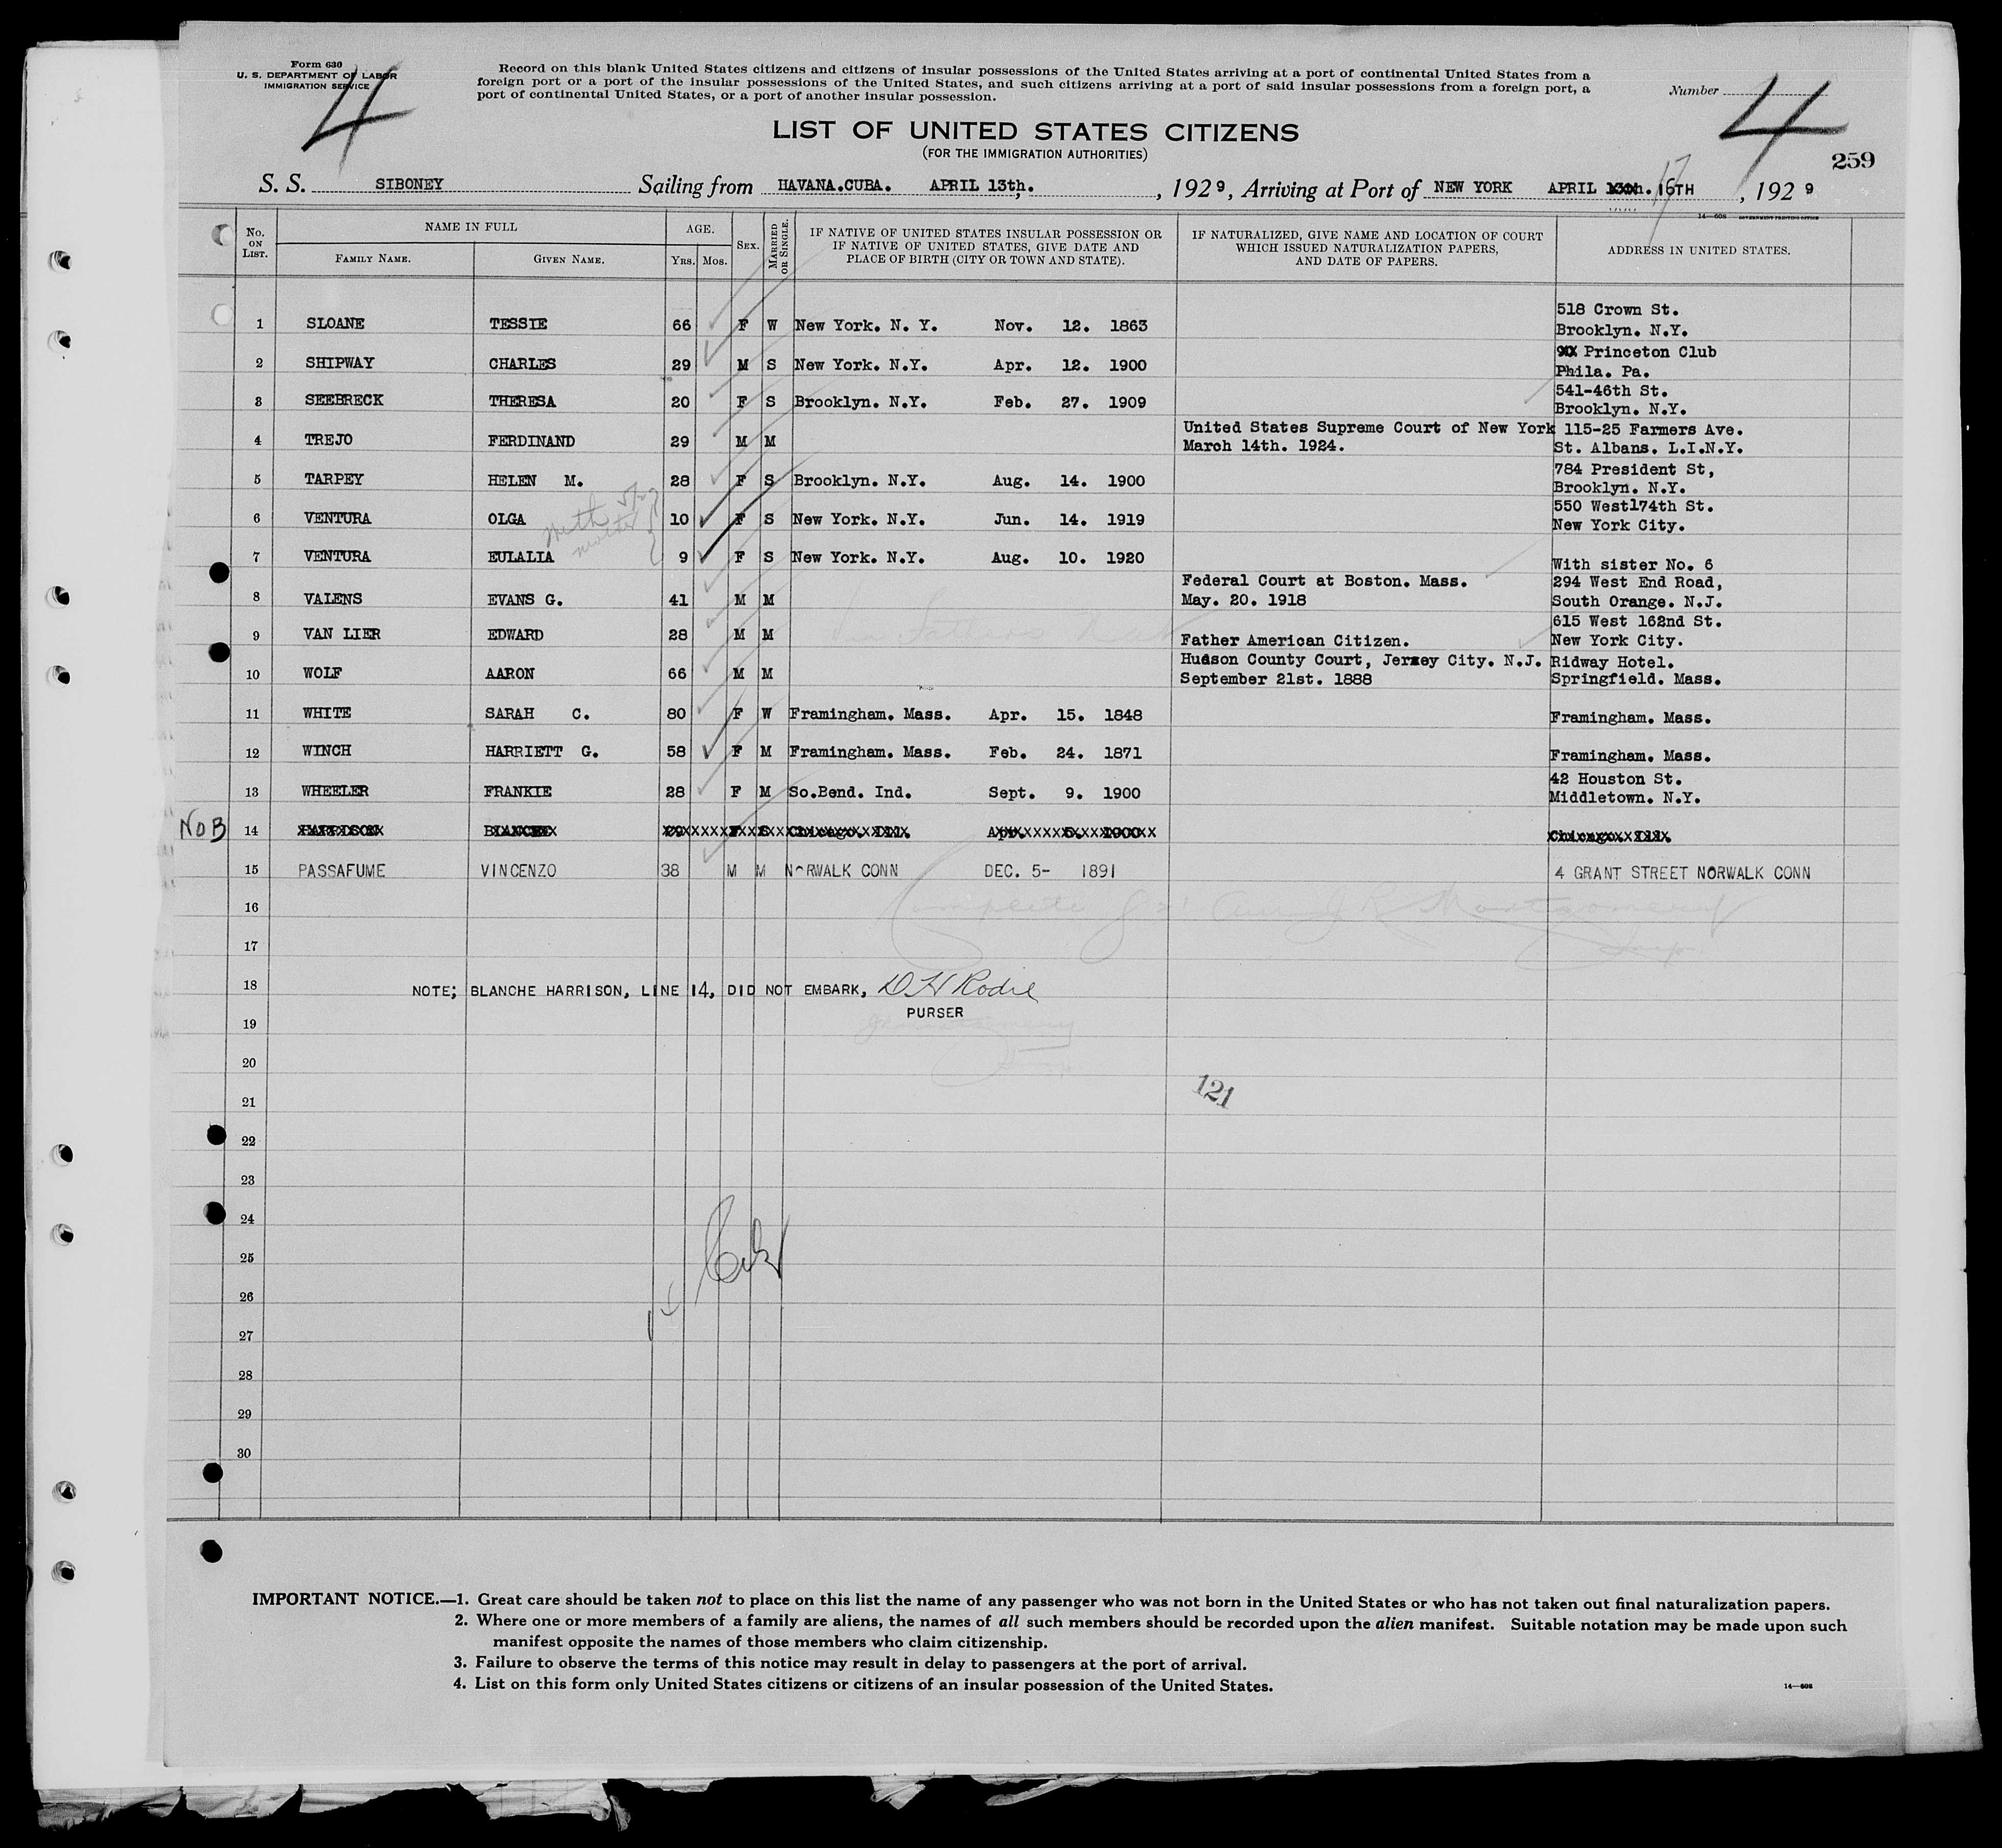 Form 630
U. S. DEPARTMENT OF LABOR
IMMIGRATION SERVICE
4
Record on this blank United States citizens and citizens of insular possessions of the United States arriving at a port of continental United States from a
foreign port or a port of the insular possessions of the United States, and such citizens arriving at a port of said insular possessions from a foreign port, a
port of continental United States, or a port of another insular possession.
Number
4
LIST OF UNITED STATES CITIZENS
(FOR THE IMMIGRATION AUTHORITIES)
259
S. S. SIBONEY Sailing from HAVANA.CUBA. APRIL 13th. , 1929, Arriving at Port of NEW YORK APRIL 16TH 17 , 1929
14—608 GOVERNMENT PRINTING OFFICE
No. ON LIST. NAME IN FULL FAMILY NAME. GIVEN NAME. AGE. YRS. MOS. SEX. MARRIED OR SINGLE. IF NATIVE OF UNITED STATES INSULAR POSSESSION OR IF NATIVE OF UNITED STATES, GIVE DATE AND PLACE OF BIRTH (CITY OR TOWN AND STATE). IF NATURALIZED, GIVE NAME AND LOCATION OF COURT WHICH ISSUED NATURALIZATION PAPERS, AND DATE OF PAPERS. ADDRESS IN UNITED STATES.
518 Crown St.
1 SLOANE TESSIE 66 F W New York. N. Y. Nov. 12. 1863 Brooklyn. N.Y.
Princeton Club
2 SHIPWAY CHARLES 29 M S New York. N.Y. Apr. 12. 1900 Phila. Pa.
541-46th St.
3 SEEBRECK THERESA 20 F S Brooklyn. N.Y. Feb. 27. 1909 Brooklyn. N.Y.
United States Supreme Court of New York 115-25 Farmers Ave.
4 TREJO FERDINAND 29 M M March 14th. 1924. St. Albans. L.I.N.Y.
784 President St,
5 TARPEY HELEN M. 28 F S Brooklyn. N.Y. Aug. 14. 1900 Brooklyn. N.Y.
550 West174th St.
6 VENTURA OLGA 10 F S New York. N.Y. Jun. 14. 1919 New York City.
with
mother
7 VENTURA EULALIA 9 F S New York. N.Y. Aug. 10. 1920 With sister No. 6
Federal Court at Boston. Mass. 294 West End Road,
8 VALENS EVANS G. 41 M M May. 20. 1918 South Orange. N.J.
615 West 162nd St.
9 VAN LIER EDWARD 28 M M Father American Citizen. New York City.
Hudson County Court, Jersey City. N.J. Ridway Hotel.
10 WOLF AARON 66 M M September 21st. 1888 Springfield. Mass.
11 WHITE SARAH C. 80 F W Framingham. Mass. Apr. 15. 1848 Framingham. Mass.
12 WINCH HARRIETT G. 58 F M Framingham. Mass. Feb. 24. 1871 Framingham. Mass.
42 Houston St.
13 WHEELER FRANKIE 28 F M So.Bend. Ind. Sept. 9. 1900 Middletown. N.Y.
NOB 14 HARRISON BLANCHE 29 F S Chicago. Ill. Apr. 5. 1900 Chicago. Ill.
15 PASSAFUME VINCENZO 38 M M NORWALK CONN DEC. 5- 1891 4 GRANT STREET NORWALK CONN
16
17
18 NOTE; BLANCHE HARRISON, LINE 14, DID NOT EMBARK, D H Rodie
PURSER
19
20
121
21
22
23
24
25
26
27
28
29
30
IMPORTANT NOTICE.—1. Great care should be taken not to place on this list the name of any passenger who was not born in the United States or who has not taken out final naturalization papers.
2. Where one or more members of a family are aliens, the names of all such members should be recorded upon the alien manifest. Suitable notation may be made upon such
manifest opposite the names of those members who claim citizenship.
3. Failure to observe the terms of this notice may result in delay to passengers at the port of arrival.
4. List on this form only United States citizens or citizens of an insular possession of the United States.
14—608